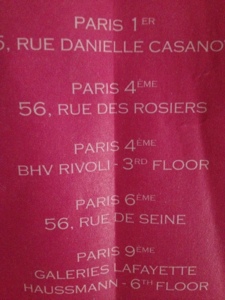 PARIS 1ER
5, RUE DANIELLE CASANO
PARIS 4ÈME
56, RUE DES ROSIERS
PARIS 4ÈME
BHV RIVOLI - 3RD FLOOR
PARIS 6ÈME
56, RUE DE SEINE
PARIS 9ÈME
GALERIES LAFAYETTE
HAUSSMANN - 6TH FLOOR